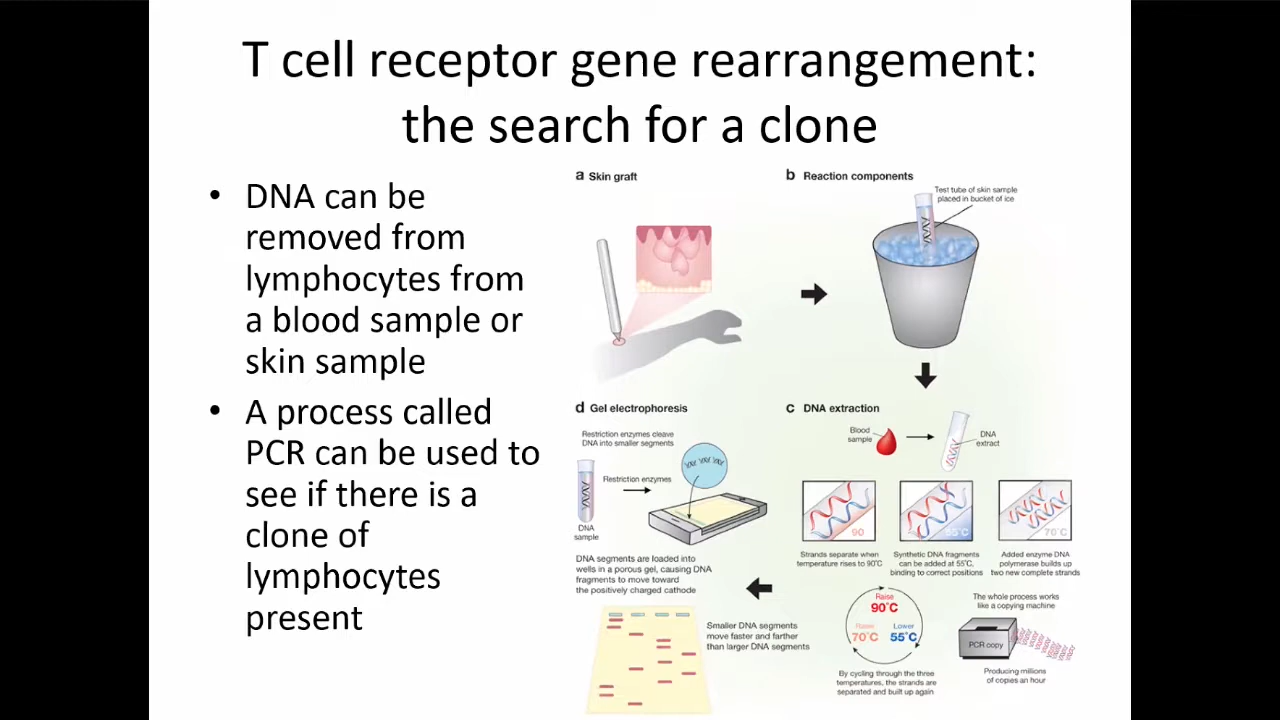 T cell receptor gene rearrangement:
the search for a clone
• DNA can be
removed from
lymphocytes from
a blood sample or
skin sample
• A process called
PCR can be used to
see if there is a
clone of
lymphocytes
present
a Skin graft
b Reaction components
Test tube of skin sample
placed in bucket of ice
d Gel electrophoresis
Restriction enzymes cleave
DNA into smaller segments
Restriction enzymes
DNA
sample
DNA segments are loaded into
wells in a porous gel, causing DNA
fragments to move toward
the positively charged cathode
Smaller DNA segments
move faster and farther
than larger DNA segments
c DNA extraction
Blood
sample
DNA
extract
90
55°C
70°C
Strands separate when
temperature rises to 90°C
Synthetic DNA fragments
can be added at 55°C,
binding to correct positions
Added enzyme DNA
polymerase builds up
two new complete strands
Raise
90°C
Raise
70°C
Lower
55°C
By cycling through the three
temperatures, the strands are
separated and built up again
The whole process works
like a copying machine
PCR copy
Producing millions
of copies an hour